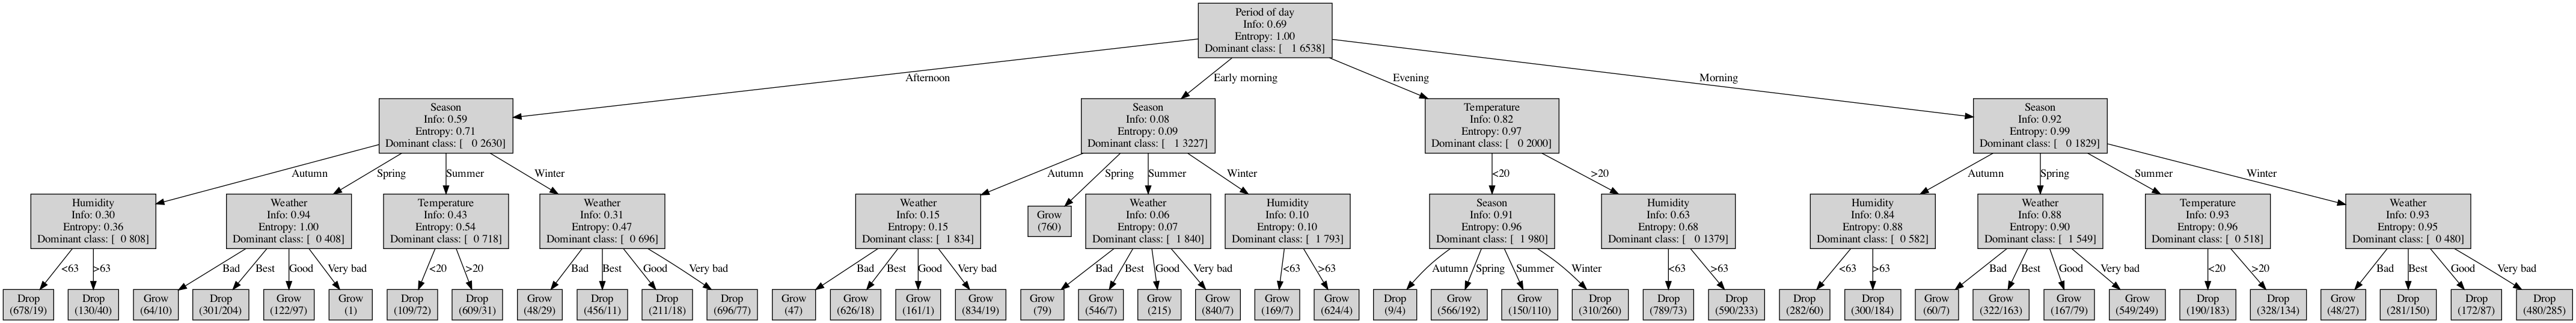 Period of day
Info: 0.69
Entropy: 1.00
Dominant class: [ 1 6538]
Afternoon
Early morning
Evening
Morning
Season
Info: 0.59
Entropy: 0.71
Dominant class: [ 0 2630]
Season
Info: 0.08
Entropy: 0.09
Dominant class: [ 1 3227]
Temperature
Info: 0.82
Entropy: 0.97
Dominant class: [ 0 2000]
Season
Info: 0.92
Entropy: 0.99
Dominant class: [ 0 1829]
Autumn
Spring
Summer
Winter
Autumn
Spring
Summer
Winter
<20
>20
Autumn
Spring
Summer
Winter
Humidity
Info: 0.30
Entropy: 0.36
Dominant class: [ 0 808]
Weather
Info: 0.94
Entropy: 1.00
Dominant class: [ 0 408]
Temperature
Info: 0.43
Entropy: 0.54
Dominant class: [ 0 718]
Weather
Info: 0.31
Entropy: 0.47
Dominant class: [ 0 696]
Weather
Info: 0.15
Entropy: 0.15
Dominant class: [ 1 834]
Grow
(760)
Weather
Info: 0.06
Entropy: 0.07
Dominant class: [ 1 840]
Humidity
Info: 0.10
Entropy: 0.10
Dominant class: [ 1 793]
Season
Info: 0.91
Entropy: 0.96
Dominant class: [ 1 980]
Humidity
Info: 0.63
Entropy: 0.68
Dominant class: [ 0 1379]
Humidity
Info: 0.84
Entropy: 0.88
Dominant class: [ 0 582]
Weather
Info: 0.88
Entropy: 0.90
Dominant class: [ 1 549]
Temperature
Info: 0.93
Entropy: 0.96
Dominant class: [ 0 518]
Weather
Info: 0.93
Entropy: 0.95
Dominant class: [ 0 480]
<63
>63
Bad
Best
Good
Very bad
<20
>20
Bad
Best
Good
Very bad
Bad
Best
Good
Very bad
Bad
Best
Good
Very bad
<63
>63
Autumn
Spring
Summer
Winter
<63
>63
<63
>63
Bad
Best
Good
Very bad
<20
>20
Bad
Best
Good
Very bad
Drop
(678/19)
Drop
(130/40)
Grow
(64/10)
Drop
(301/204)
Grow
(122/97)
Grow
(1)
Drop
(109/72)
Drop
(609/31)
Grow
(48/29)
Drop
(456/11)
Drop
(211/18)
Drop
(696/77)
Grow
(47)
Grow
(626/18)
Grow
(161/1)
Grow
(834/19)
Grow
(79)
Grow
(546/7)
Grow
(215)
Grow
(840/7)
Grow
(169/7)
Grow
(624/4)
Drop
(9/4)
Grow
(566/192)
Grow
(150/110)
Drop
(310/260)
Drop
(789/73)
Drop
(590/233)
Drop
(282/60)
Drop
(300/184)
Grow
(60/7)
Grow
(322/163)
Grow
(167/79)
Grow
(549/249)
Drop
(190/183)
Drop
(328/134)
Grow
(48/27)
Drop
(281/150)
Drop
(172/87)
Drop
(480/285)